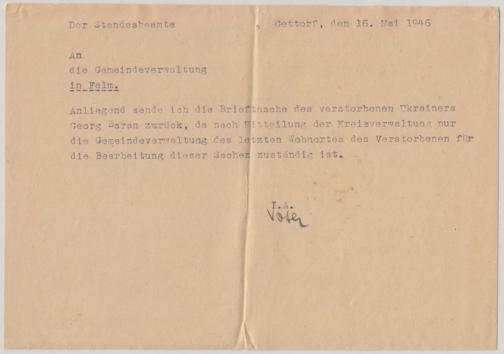 Der Standesbeamte Gettorf, den 16. Mai 1946
An
die Gemeindeverwaltung
in Felm.
Anliegend sende ich die Brieftasche des verstorbenen Ukrainers
Georg Baran zurück, da nach Mitteilung der Kreisverwaltung nur
die Gemeindeverwaltung des letzten Wohnortes des Verstorbenen für
die Bearbeitung dieser Sachen zuständig ist.
I.A.